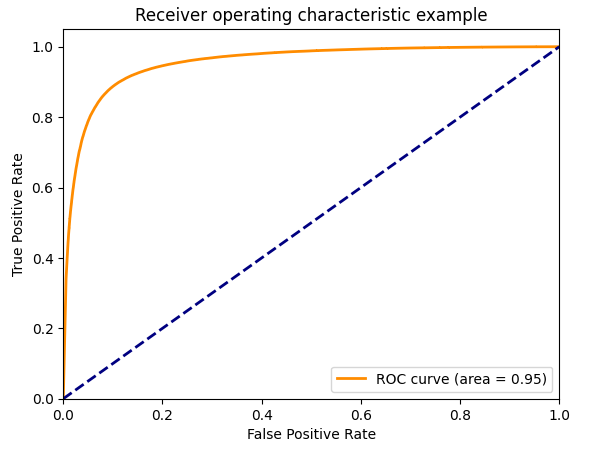 Receiver operating characteristic example
True Positive Rate
1.0
0.8
0.6
0.4
0.2
0.0
ROC curve (area = 0.95)
0.0 0.2 0.4 0.6 0.8 1.0
False Positive Rate